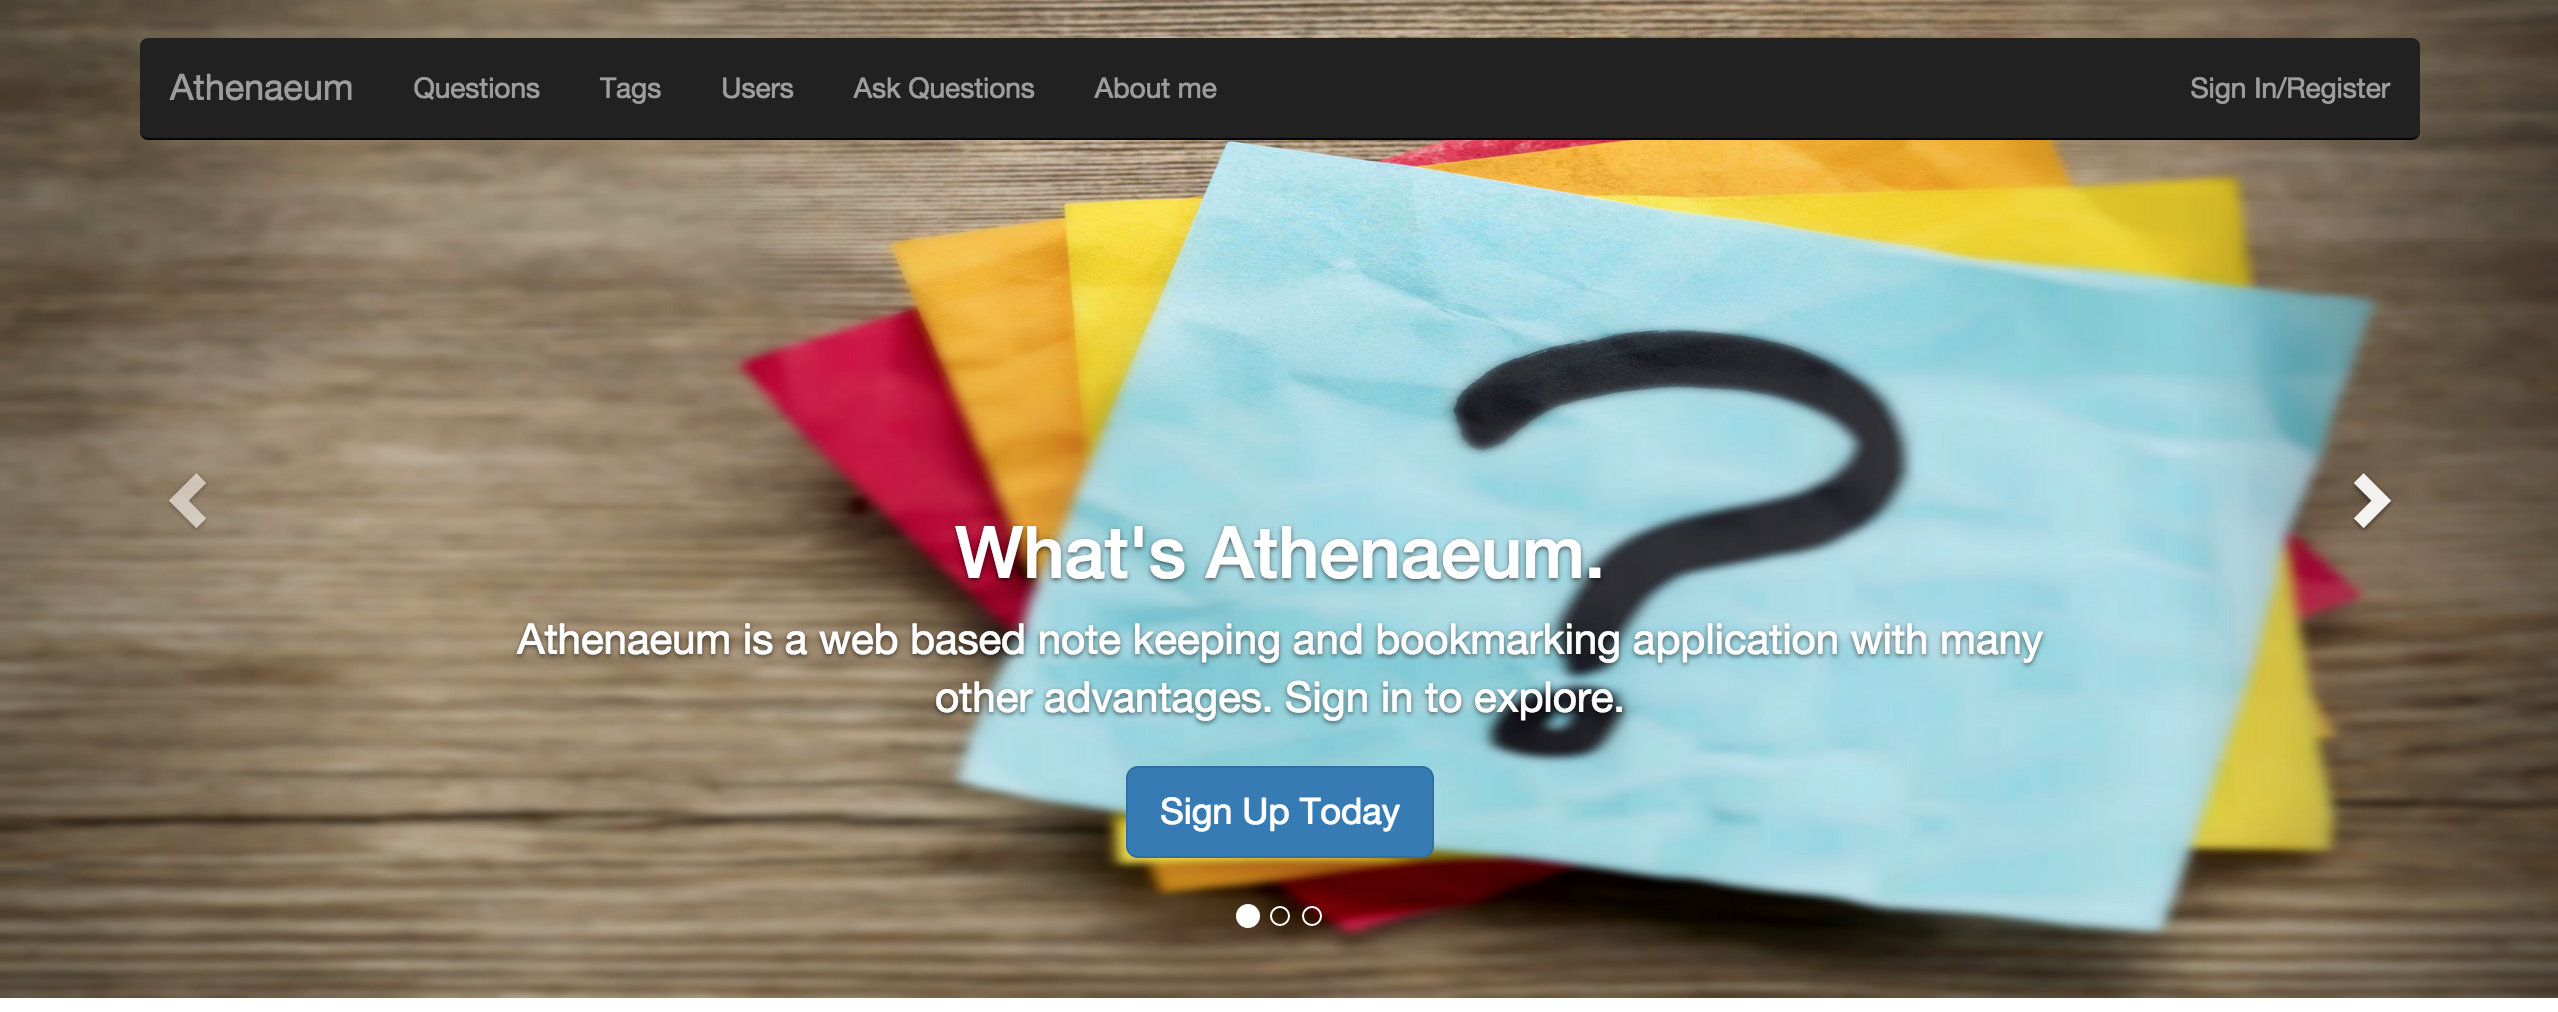 Athenaeum Questions Tags Users Ask Questions About me Sign In/Register
?
What's Athenaeum.
Athenaeum is a web based note keeping and bookmarking application with many
other advantages. Sign in to explore.
Sign Up Today